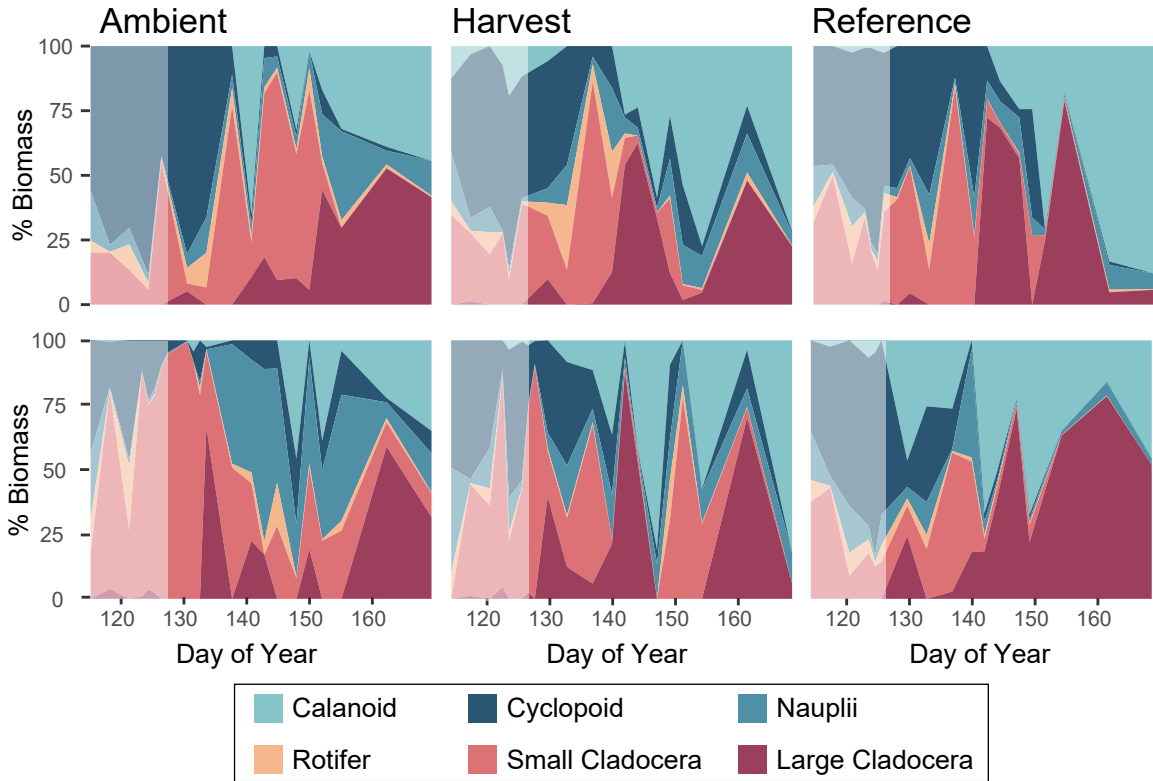 Ambient Harvest Reference
100
75
50
25
0
% Biomass
100
75
50
25
0
% Biomass
120 130 140 150 160 120 130 140 150 160 120 130 140 150 160
Day of Year Day of Year Day of Year
Calanoid Cyclopoid Nauplii
Rotifer Small Cladocera Large Cladocera